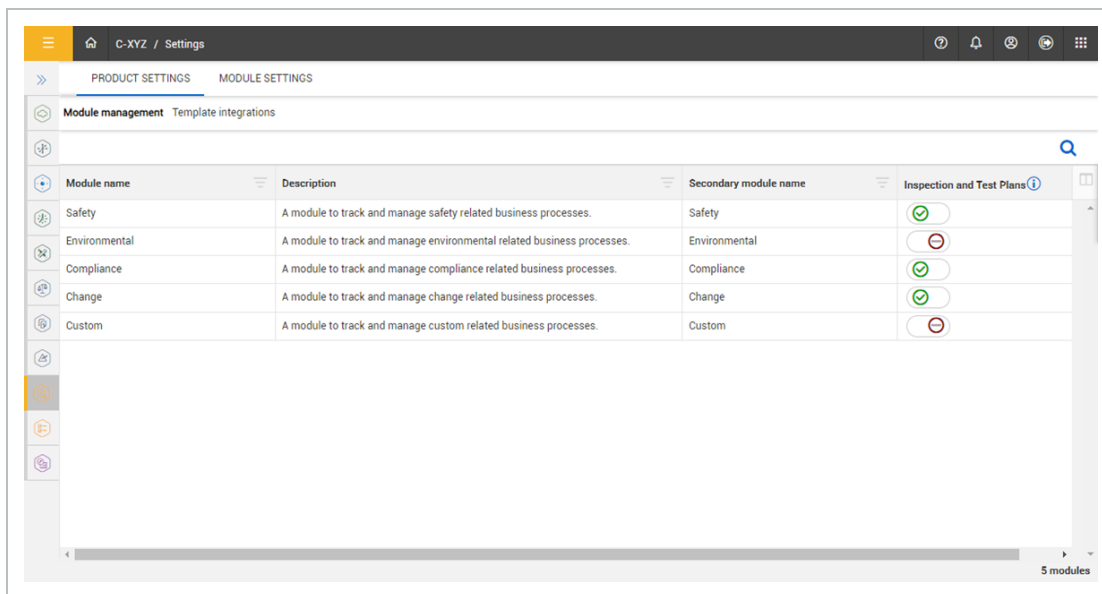 C-XYZ / Settings
PRODUCT SETTINGS MODULE SETTINGS
Module management Template integrations
Module name Description Secondary module name Inspection and Test Plans
Safety A module to track and manage safety related business processes. Safety
Environmental A module to track and manage environmental related business processes. Environmental
Compliance A module to track and manage compliance related business processes. Compliance
Change A module to track and manage change related business processes. Change
Custom A module to track and manage custom related business processes. Custom
5 modules